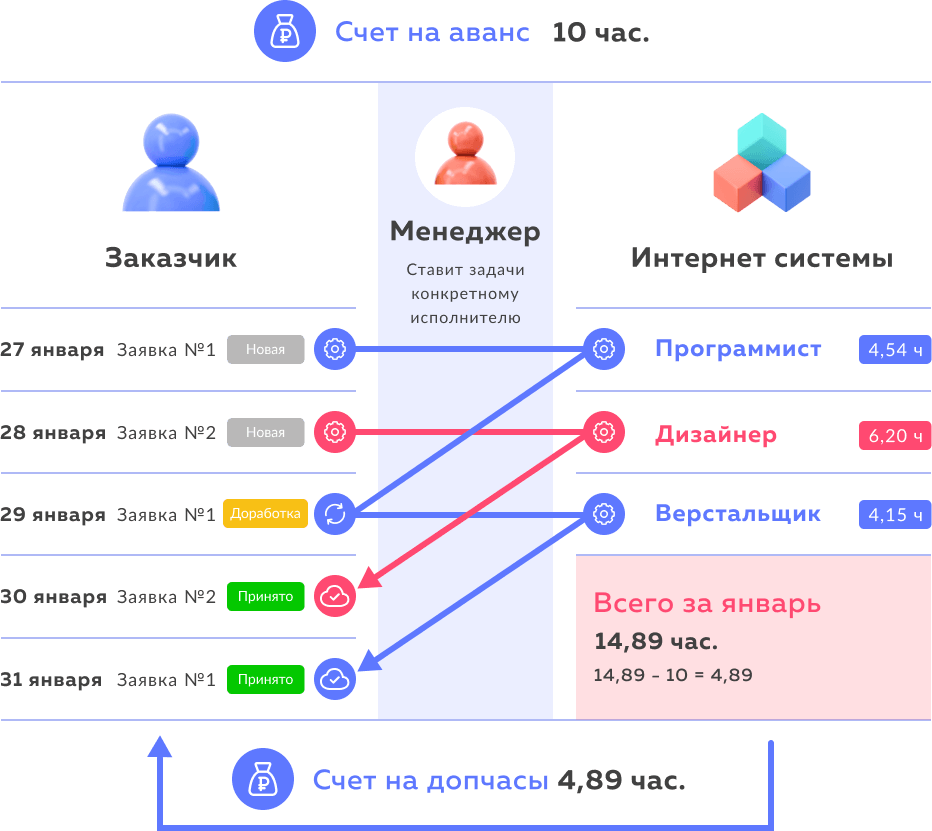 Счет на аванс 10 час.
Заказчик
Менеджер
Ставит задачи
конкретному
исполнителю
Интернет системы
27 января Заявка №1 Новая
Программист 4,54 ч
28 января Заявка №2 Новая
Дизайнер 6,20 ч
29 января Заявка №1 Доработка
Верстальщик 4,15 ч
30 января Заявка №2 Принято
31 января Заявка №1 Принято
Всего за январь
14,89 час.
14,89 - 10 = 4,89
Счет на допчасы 4,89 час.